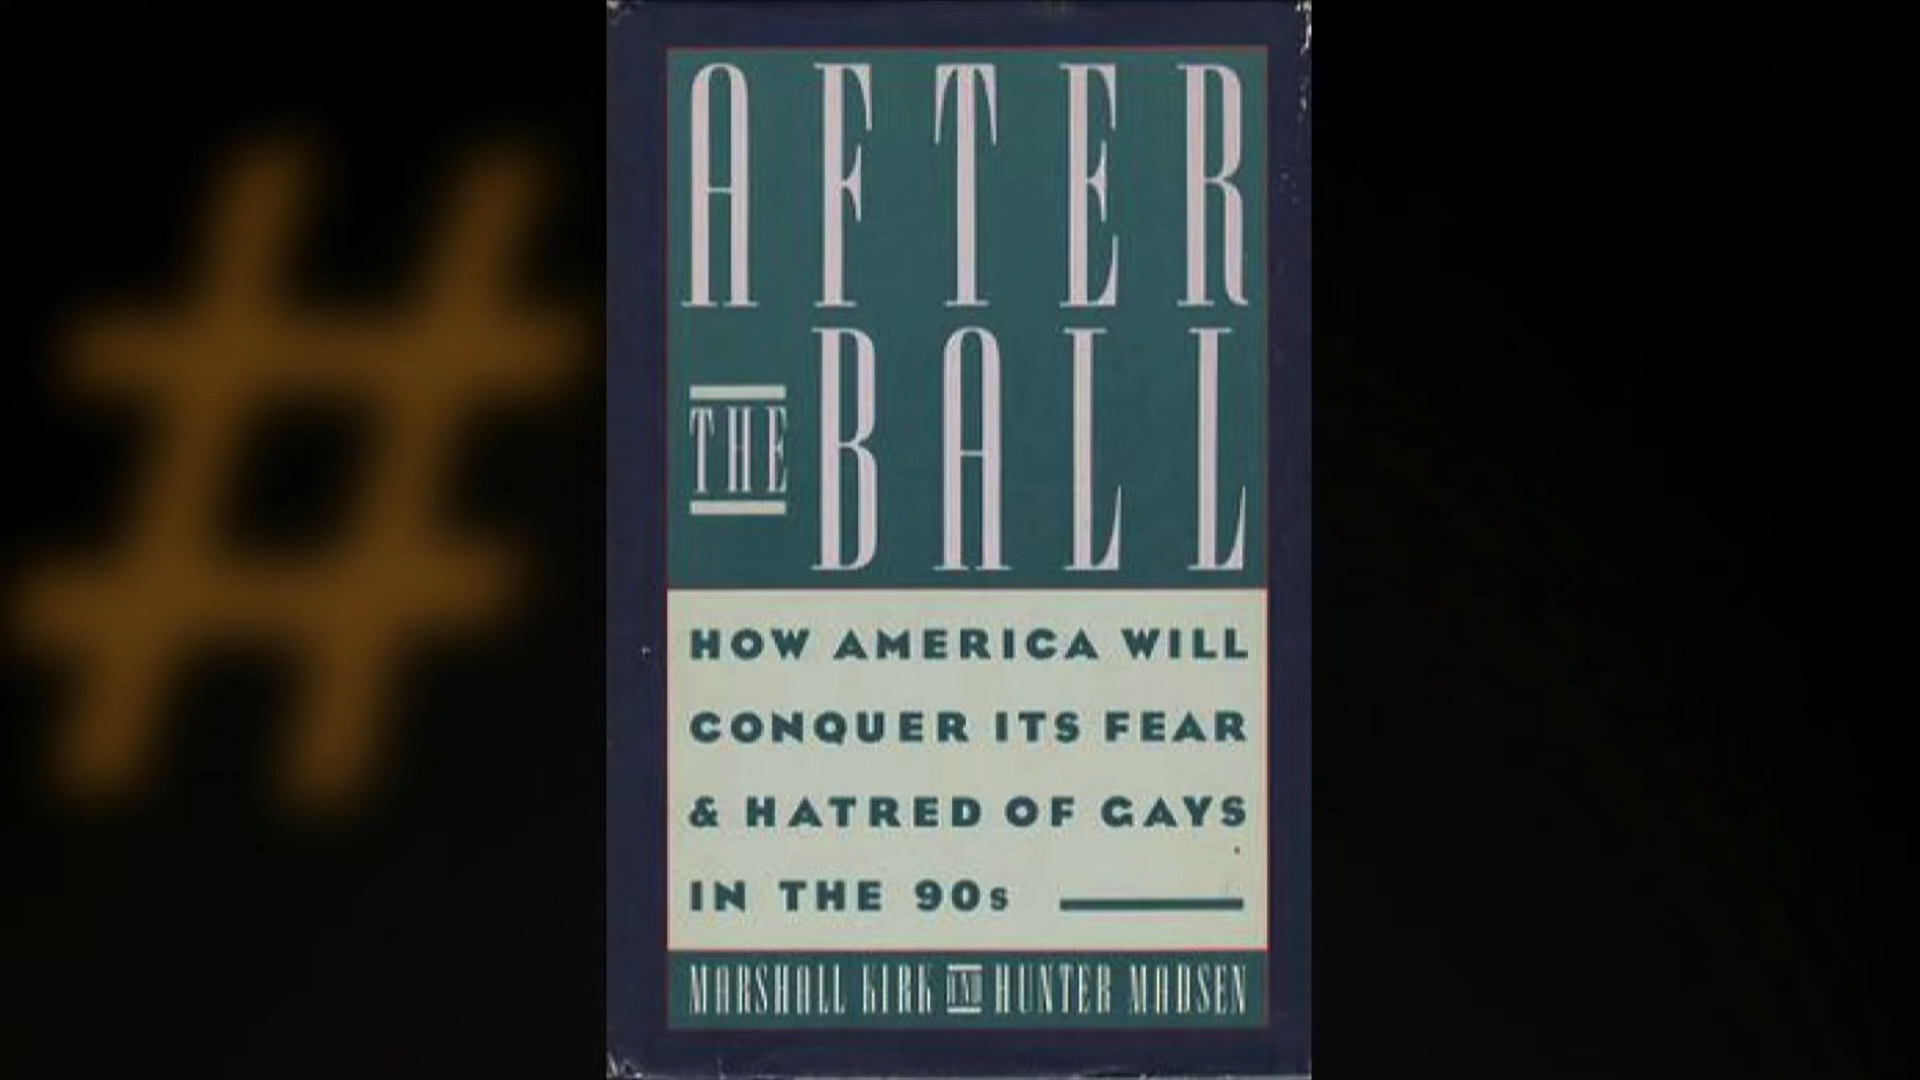 #
AFTER
THE BALL
HOW AMERICA WILL
CONQUER ITS FEAR
& HATRED OF GAYS
IN THE 90s
MARSHALL KIRK AND HUNTER MADSEN